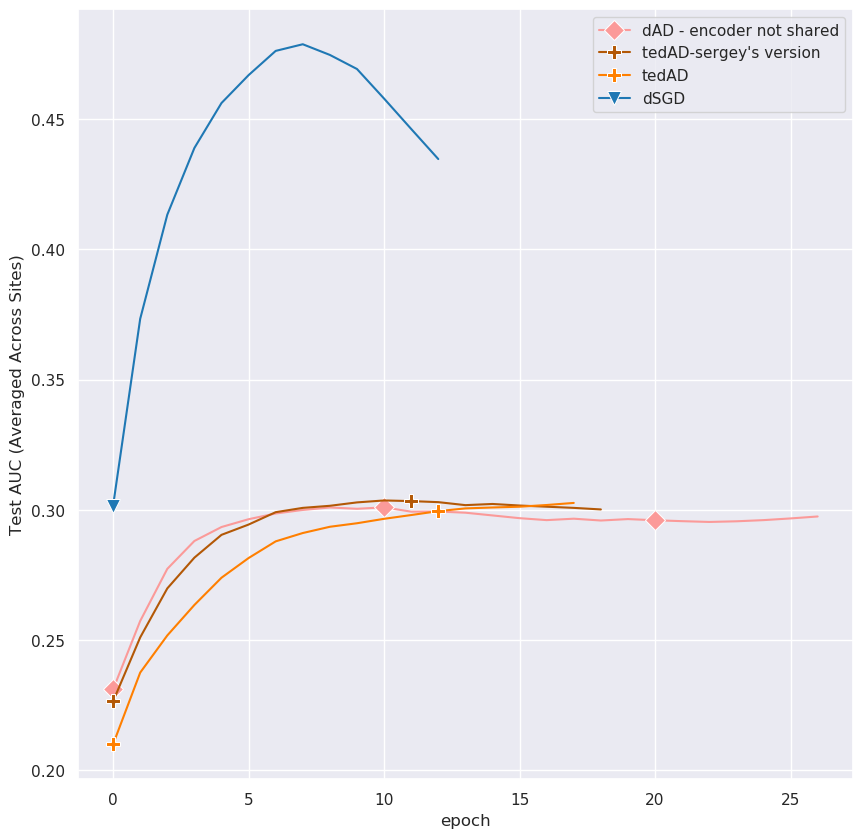 dAD - encoder not shared
tedAD-sergey's version
tedAD
dSGD
Test AUC (Averaged Across Sites)
0.45
0.40
0.35
0.30
0.25
0.20
0 5 10 15 20 25
epoch